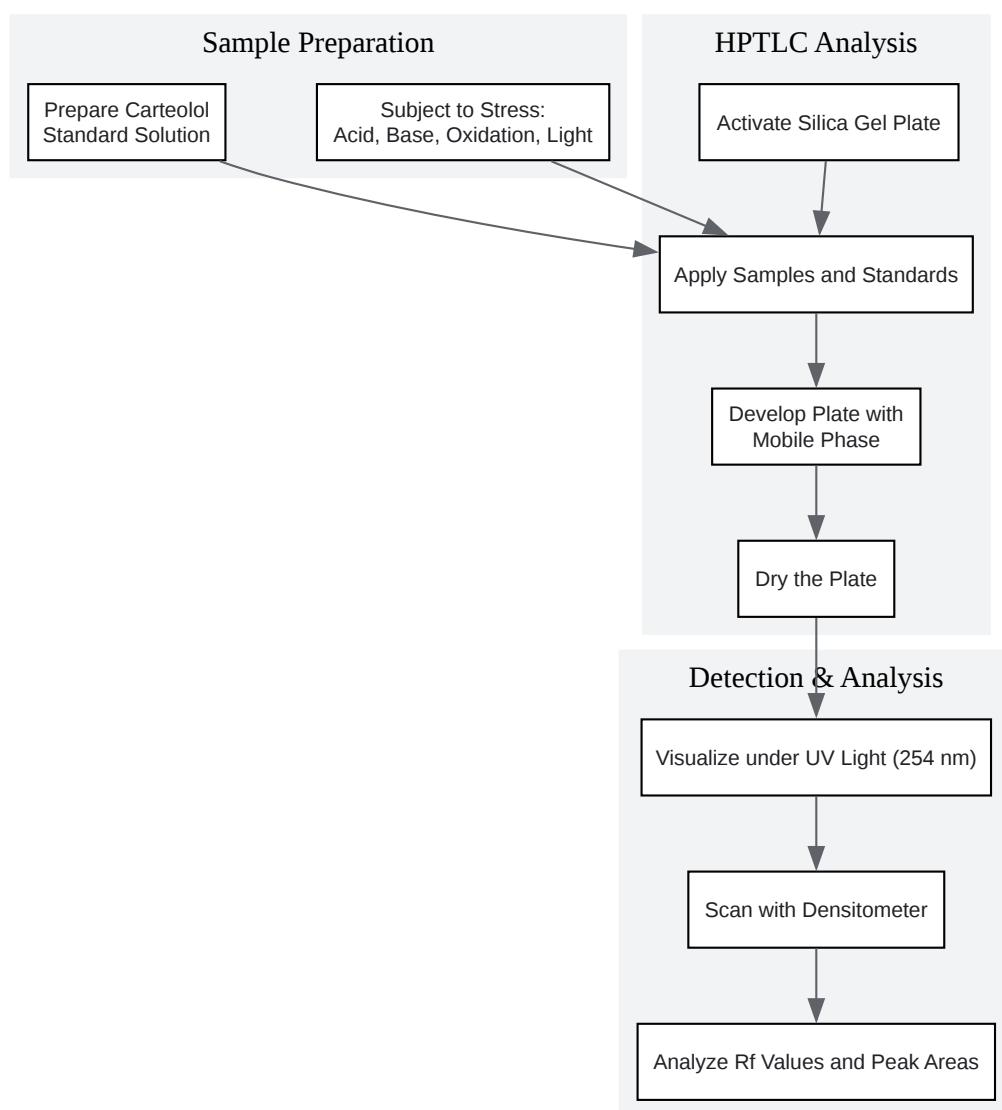 Sample Preparation
Prepare Carteolol
Standard Solution
Subject to Stress:
Acid, Base, Oxidation, Light
HPTLC Analysis
Activate Silica Gel Plate
Apply Samples and Standards
Develop Plate with
Mobile Phase
Dry the Plate
Detection & Analysis
Visualize under UV Light (254 nm)
Scan with Densitometer
Analyze Rf Values and Peak Areas